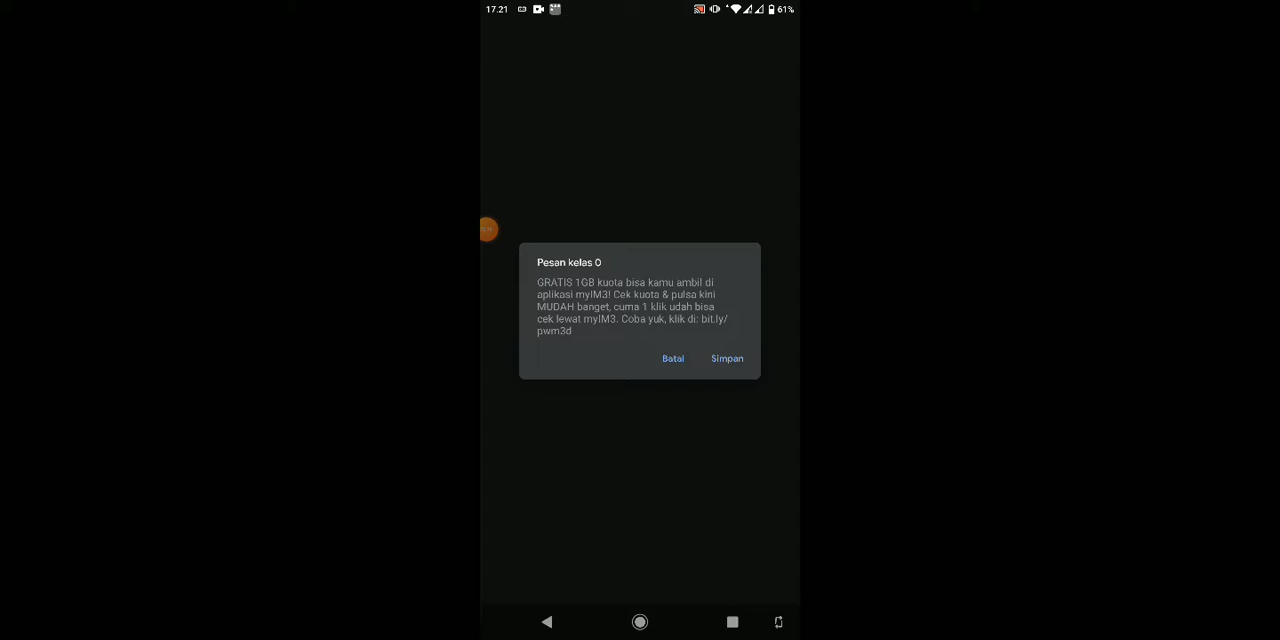 17.21
61%
Pesan kelas 0
GRATIS 1GB kuota bisa kamu ambil di
aplikasi myIM3! Cek kuota & pulsa kini
MUDAH banget, cuma 1 klik udah bisa
cek lewat myIM3. Coba yuk, klik di: bit.ly/
pwm3d
Batal Simpan